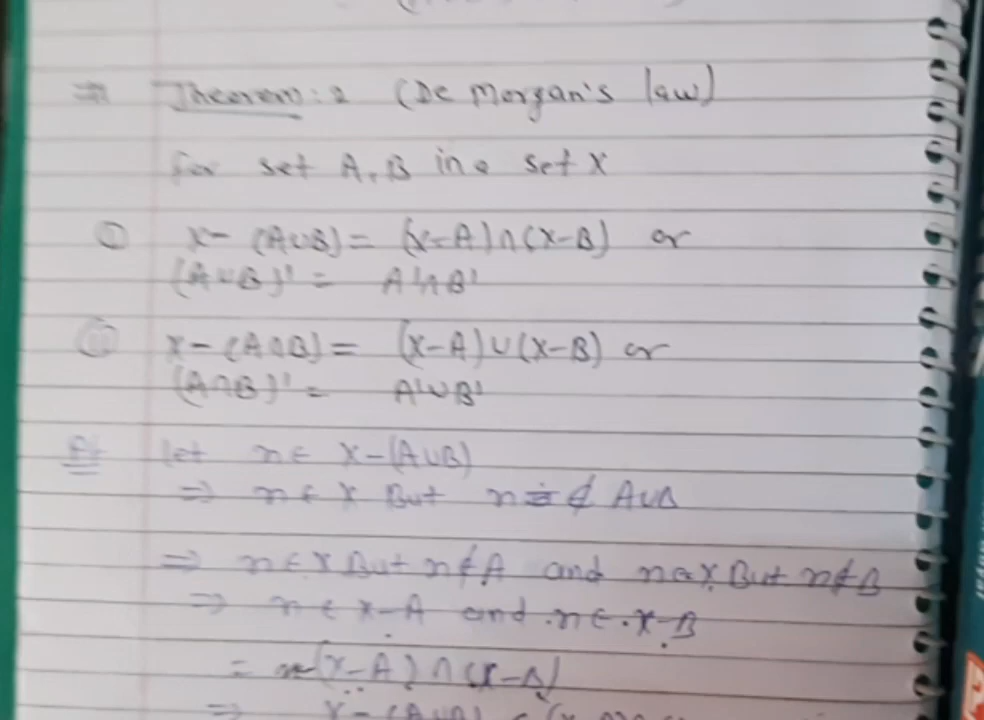 ⇒ Theorem: 2 (De Morgan's law)
For set A, B in a set X
① X- (A∪B) = (X-A)∩(X-B) or
(A∪B)' = A'∩B'
② X-(A∩B) = (X-A)∪(X-B) or
(A∩B)' = A'∪B'
Pf let n∈ X-(A∪B)
⇒ n∈ X But n ∉ A∪B
⇒ n∈X But n∉A and n∈X But n∉B
⇒ n∈ X-A and n∈ X-B
= (X-A) ∩ (X-B)
⇒ X-(A∪B)